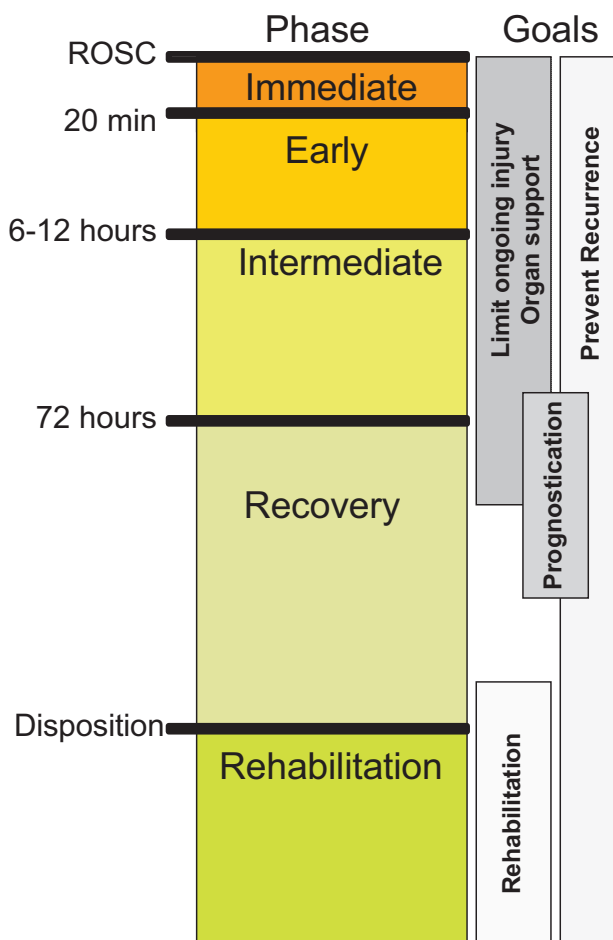 Phase
Goals
ROSC
Immediate
20 min
Early
6-12 hours
Intermediate
72 hours
Recovery
Disposition
Rehabilitation
Limit ongoing injury
Organ support
Prevent Recurrence
Prognostication
Rehabilitation